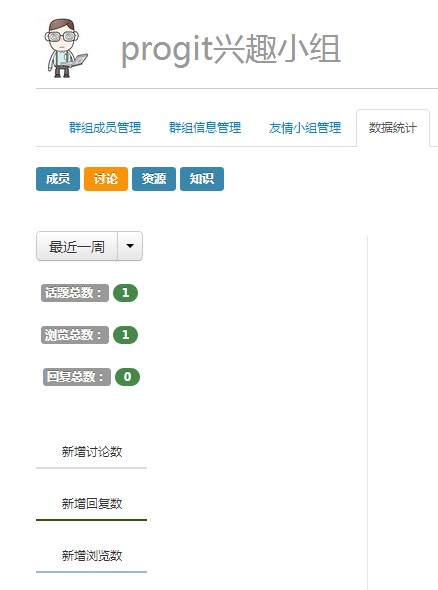 progit兴趣小组
群组成员管理 群组信息管理 友情小组管理 数据统计
成员 讨论 资源 知识
最近一周
话题总数： 1
浏览总数： 1
回复总数： 0
新增讨论数
新增回复数
新增浏览数